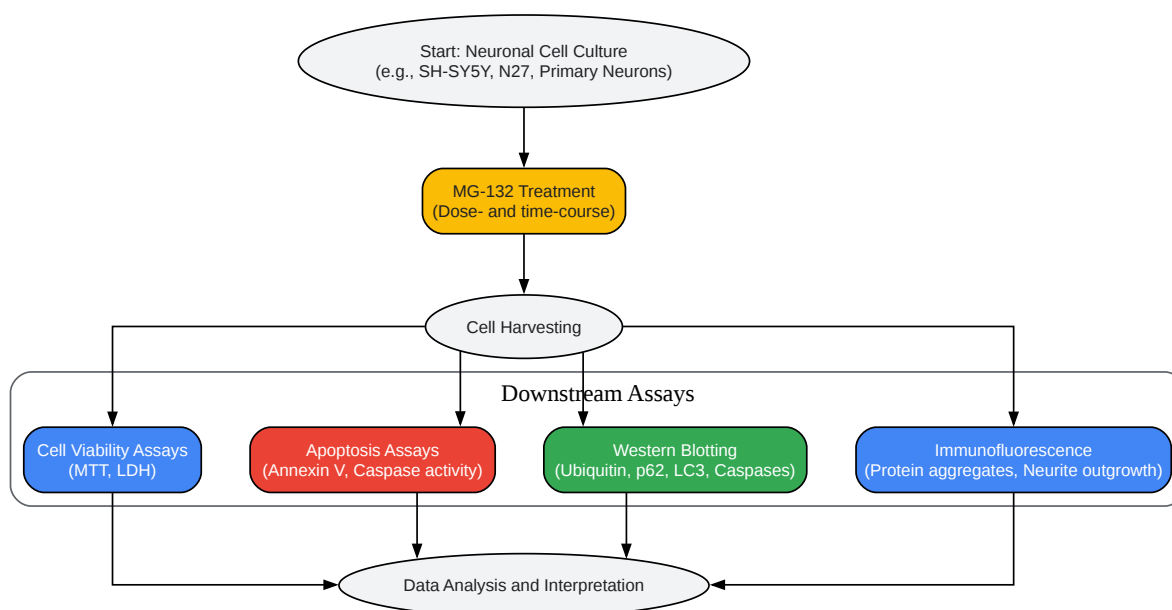 Start: Neuronal Cell Culture
(e.g., SH-SY5Y, N27, Primary Neurons)
MG-132 Treatment
(Dose- and time-course)
Cell Harvesting
Downstream Assays
Cell Viability Assays
(MTT, LDH)
Apoptosis Assays
(Annexin V, Caspase activity)
Western Blotting
(Ubiquitin, p62, LC3, Caspases)
Immunofluorescence
(Protein aggregates, Neurite outgrowth)
Data Analysis and Interpretation